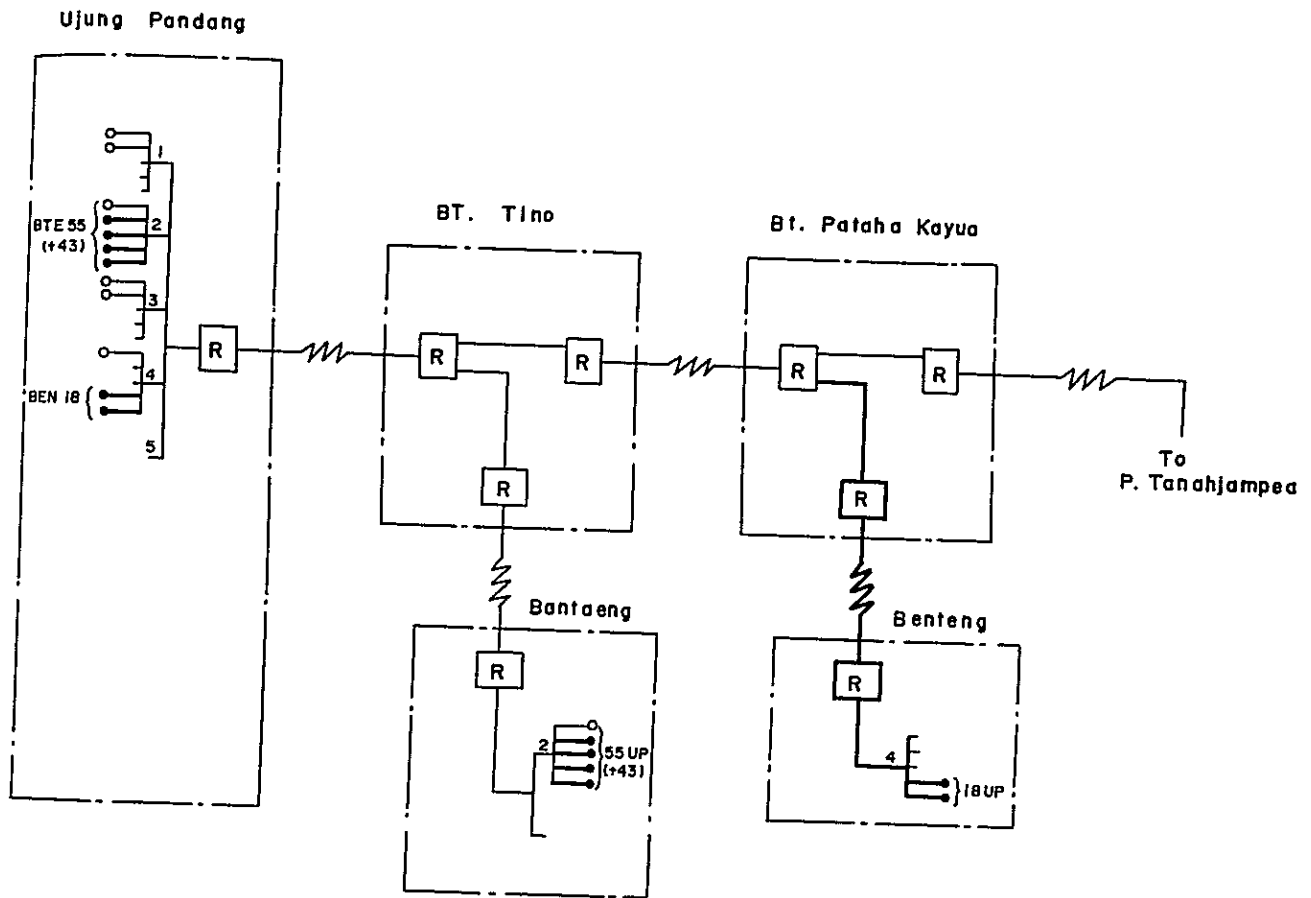 Ujung Pandang
1
BTE 55
(+43)
2
3
4
BEN 18
5
R
BT. Tino
R
R
R
Bt. Pataha Kayua
R
R
R
To
P. Tanahjampea
Bantaeng
R
2
55 UP
(+43)
Benteng
R
4
18 UP